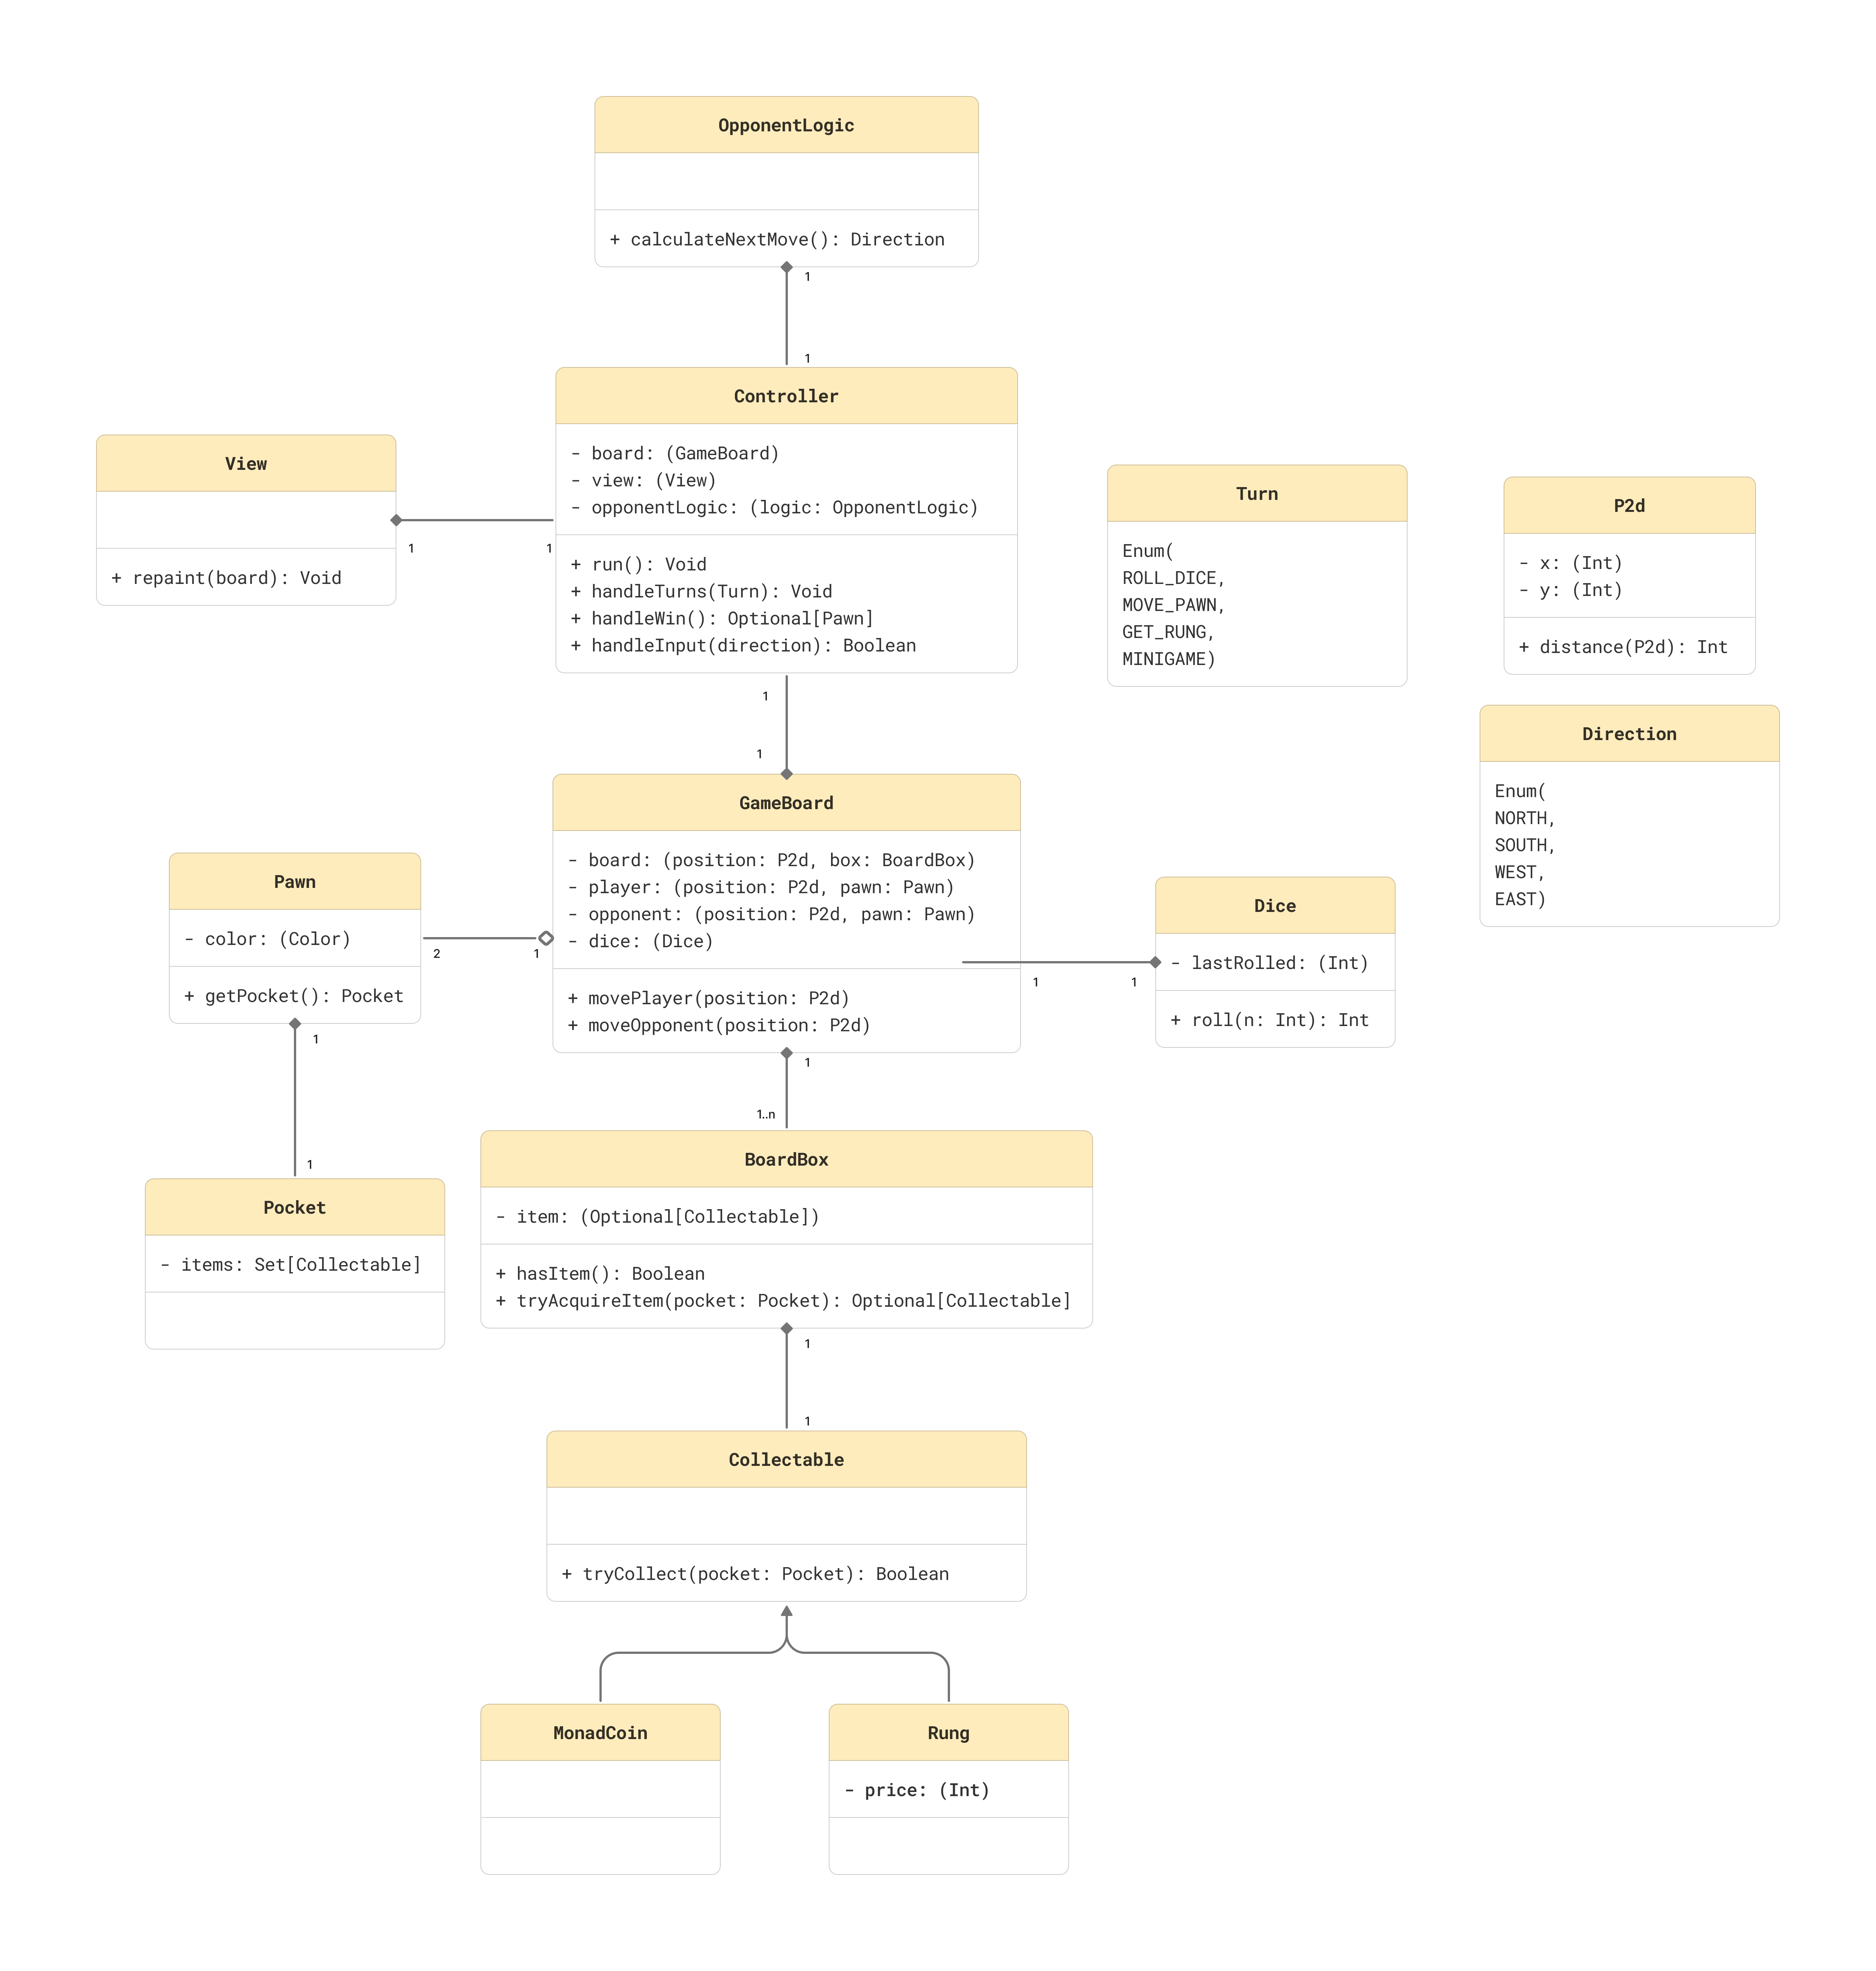 OpponentLogic
+ calculateNextMove(): Direction
1
1
Controller
- board: (GameBoard)
- view: (View)
- opponentLogic: (logic: OpponentLogic)
+ run(): Void
+ handleTurns(Turn): Void
+ handleWin(): Optional[Pawn]
+ handleInput(direction): Boolean
View
+ repaint(board): Void
1
1
Turn
Enum(
ROLL_DICE,
MOVE_PAWN,
GET_RUNG,
MINIGAME)
P2d
- x: (Int)
- y: (Int)
+ distance(P2d): Int
Direction
Enum(
NORTH,
SOUTH,
WEST,
EAST)
1
1
GameBoard
- board: (position: P2d, box: BoardBox)
- player: (position: P2d, pawn: Pawn)
- opponent: (position: P2d, pawn: Pawn)
- dice: (Dice)
+ movePlayer(position: P2d)
+ moveOpponent(position: P2d)
Pawn
- color: (Color)
+ getPocket(): Pocket
2
1
1
1
Dice
- lastRolled: (Int)
+ roll(n: Int): Int
1
1
Pocket
- items: Set[Collectable]
1
1..n
BoardBox
- item: (Optional[Collectable])
+ hasItem(): Boolean
+ tryAcquireItem(pocket: Pocket): Optional[Collectable]
1
1
Collectable
+ tryCollect(pocket: Pocket): Boolean
MonadCoin
Rung
- price: (Int)